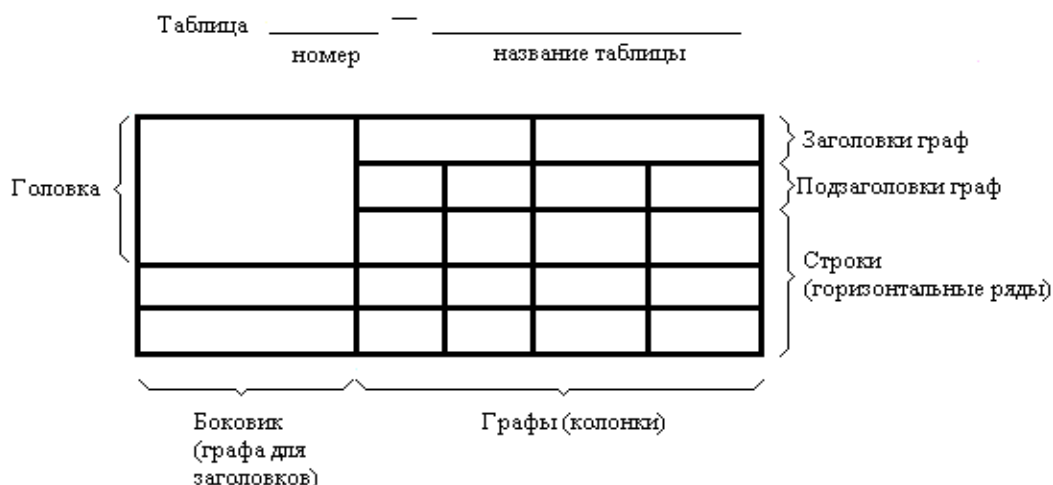 Таблица — 
номер название таблицы
Заголовки граф
Головка
Подзаголовки граф
Строки
(горизонтальные ряды)
Боковик
(графа для
заголовков)
Графы (колонки)